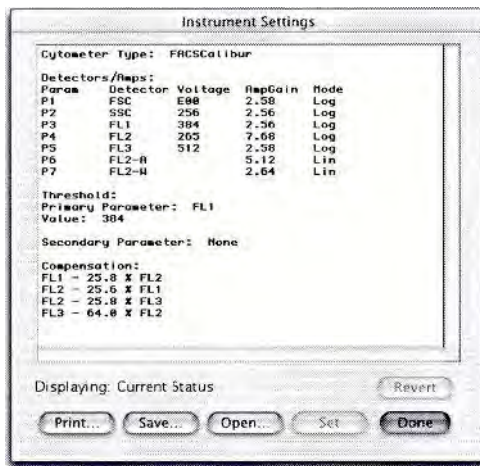 Instrument Settings
Cytometer Type: FACSCalibur
Detectors/Amps:
Param Detector Voltage AmpGain Mode
P1 FSC E00 2.58 Log
P2 SSC 256 2.56 Log
P3 FL1 384 2.56 Log
P4 FL2 265 7.68 Log
P5 FL3 512 2.58 Log
P6 FL2-A 5.12 Lin
P7 FL2-W 2.64 Lin
Threshold:
Primary Parameter: FL1
Value: 384
Secondary Parameter: None
Compensation:
FL1 - 25.8 % FL2
FL2 - 25.6 % FL1
FL2 - 25.8 % FL3
FL3 - 64.0 % FL2
Displaying: Current Status
Revert
Print... Save... Open... Set Done